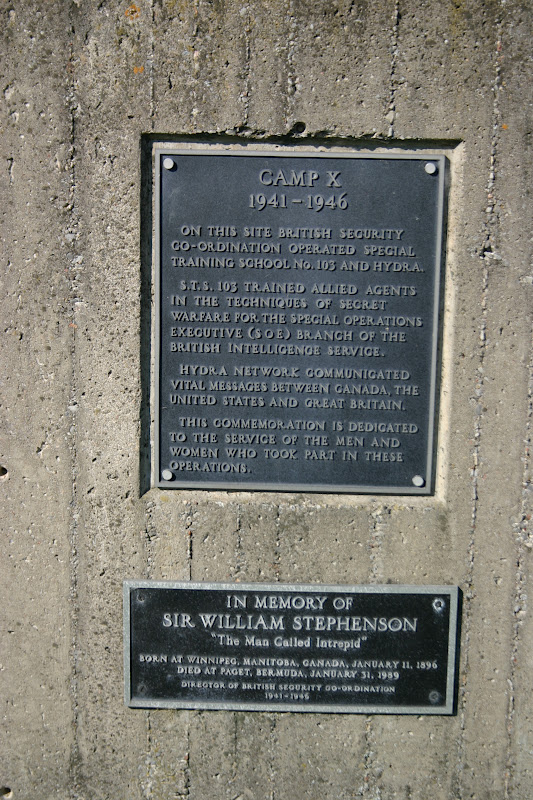 CAMP X
1941-1946
ON THIS SITE BRITISH SECURITY
CO-ORDINATION OPERATED SPECIAL
TRAINING SCHOOL No. 103 AND HYDRA.
S.T.S. 103 TRAINED ALLIED AGENTS
IN THE TECHNIQUES OF SECRET
WARFARE FOR THE SPECIAL OPERATIONS
EXECUTIVE (SOE) BRANCH OF THE
BRITISH INTELLIGENCE SERVICE.
HYDRA NETWORK COMMUNICATED
VITAL MESSAGES BETWEEN CANADA, THE
UNITED STATES AND GREAT BRITAIN.
THIS COMMEMORATION IS DEDICATED
TO THE SERVICE OF THE MEN AND
WOMEN WHO TOOK PART IN THESE
OPERATIONS.
IN MEMORY OF
SIR WILLIAM STEPHENSON
"The Man Called Intrepid"
BORN AT WINNIPEG, MANITOBA, CANADA, JANUARY 11, 1896
DIED AT PAGET, BERMUDA, JANUARY 31, 1989
DIRECTOR OF BRITISH SECURITY CO-ORDINATION
1941-1945